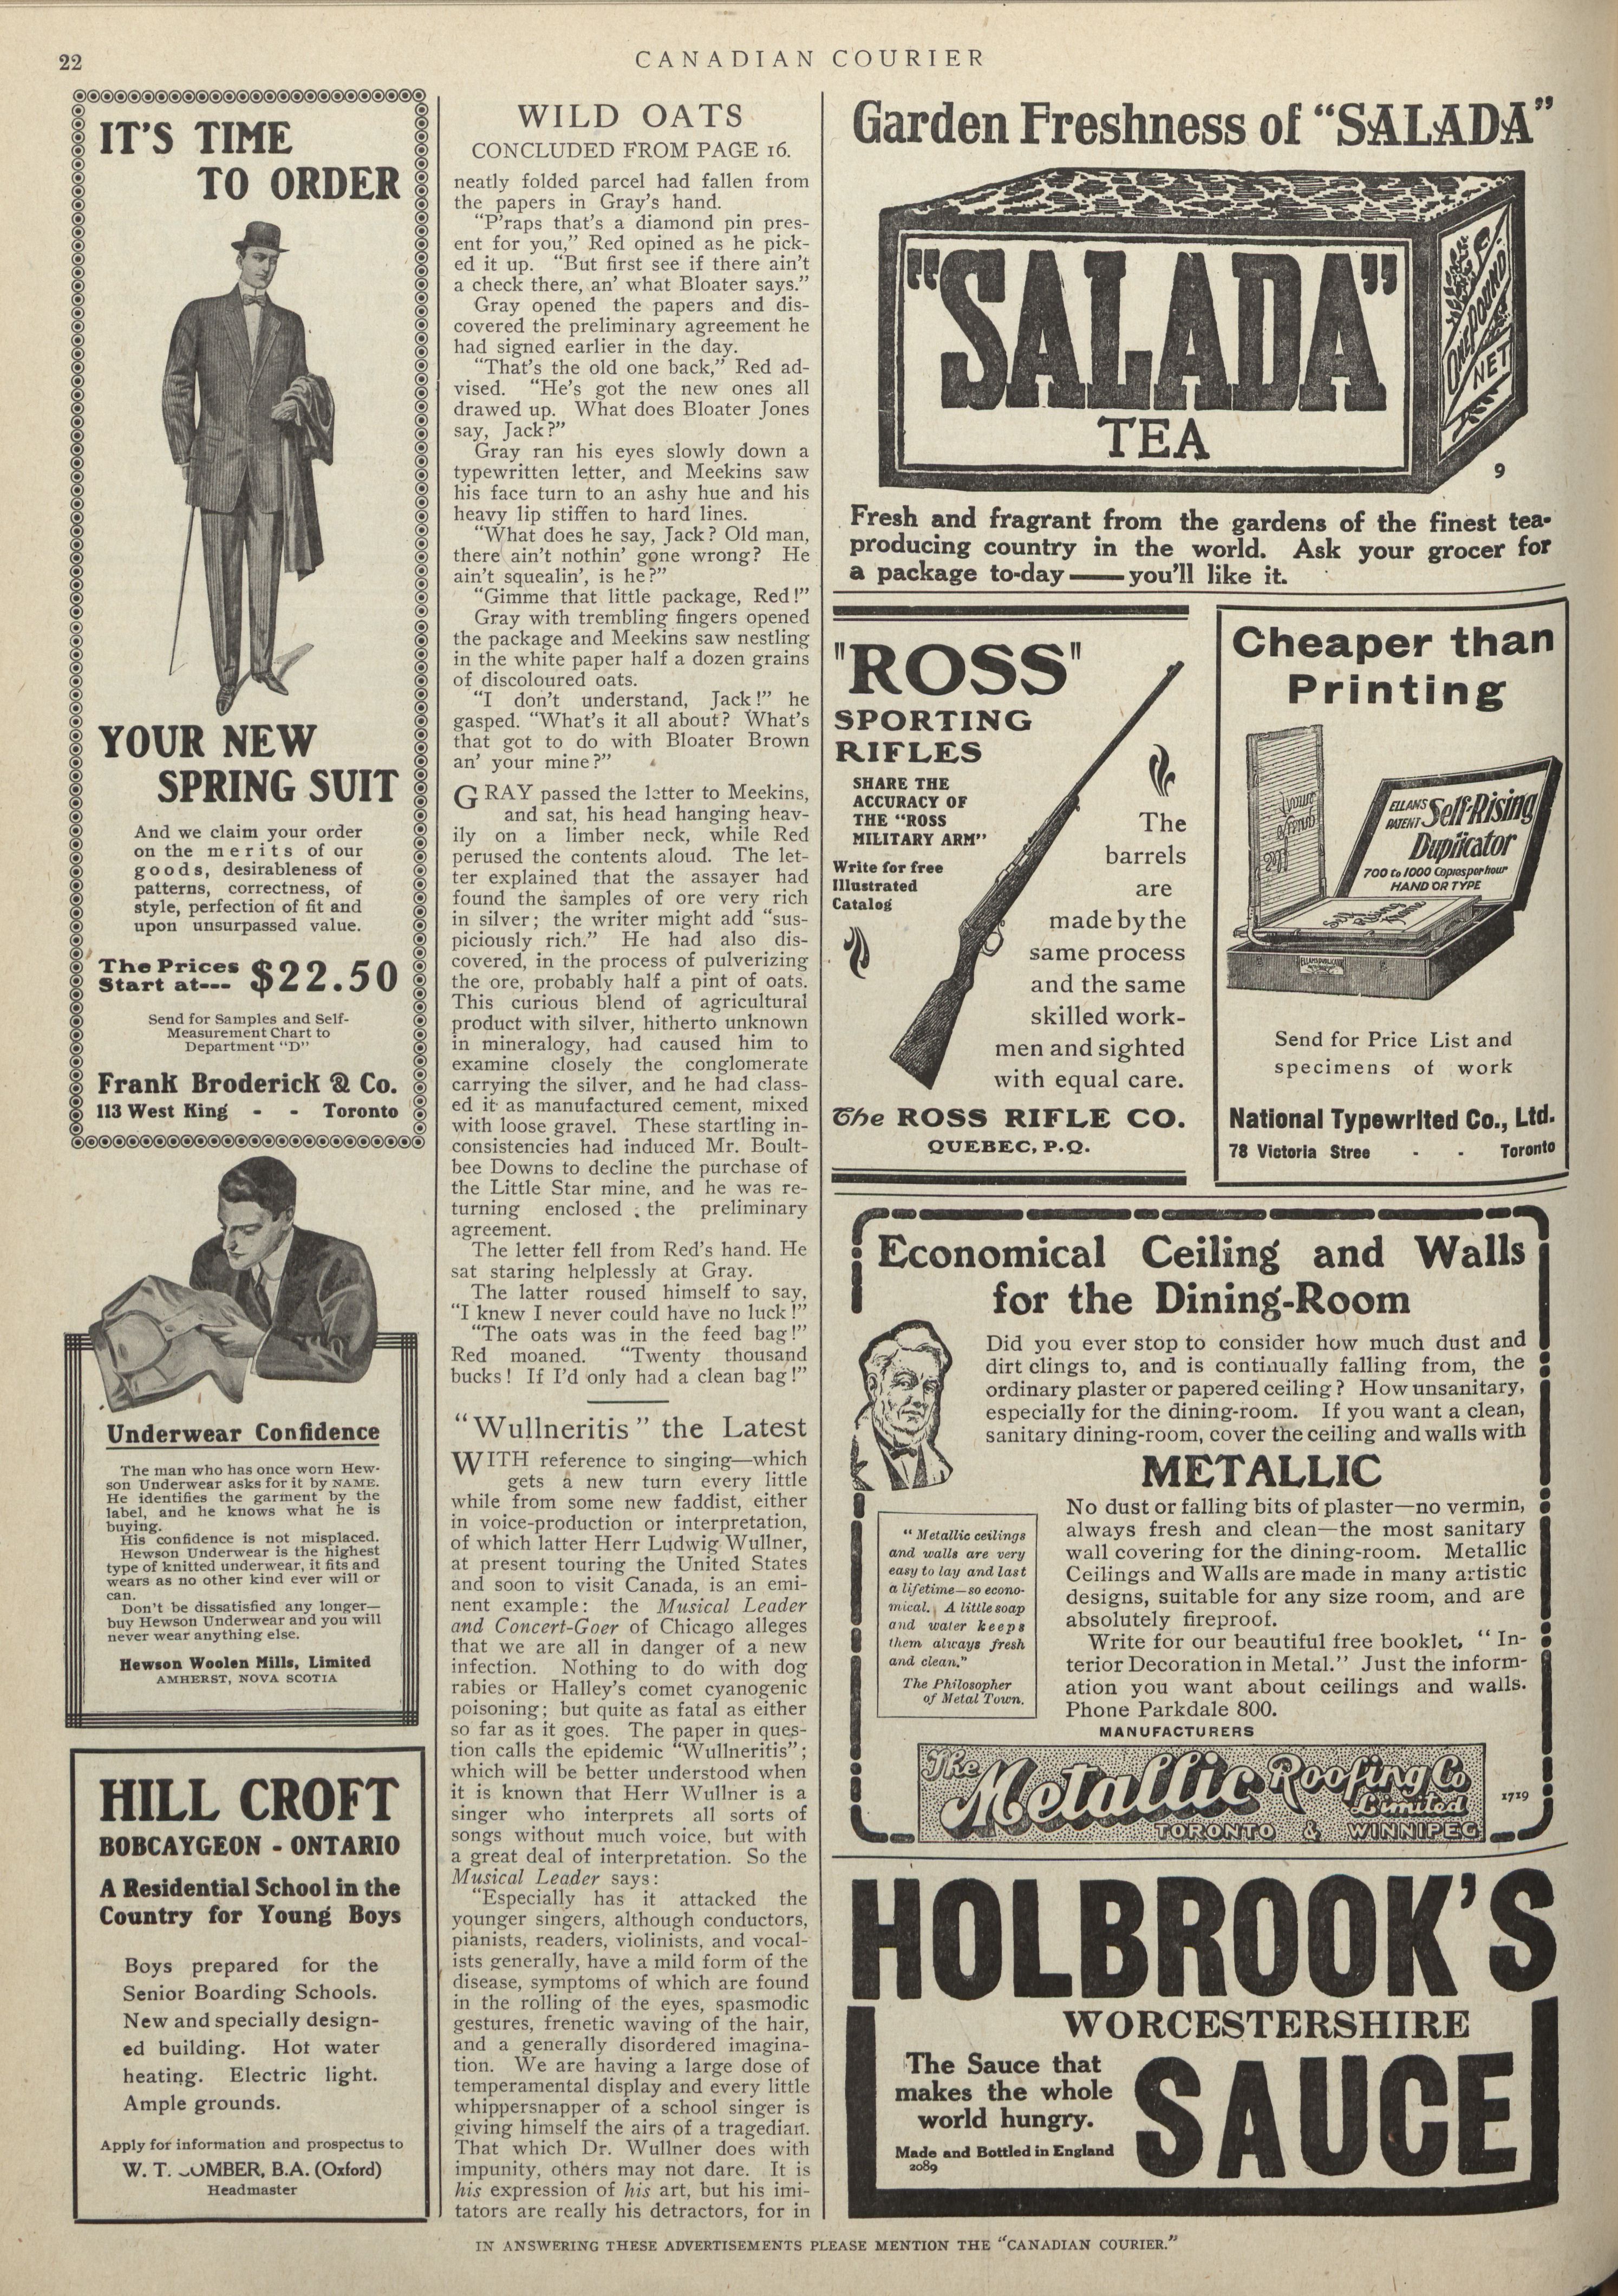 22
CANADIAN COURIER
IT'S TIME
TO ORDER
YOUR NEW
SPRING SUIT
And we claim your order
on the merits of our
goods, desirableness of
patterns, correctness, of
style, perfection of fit and
upon unsurpassed value.
The Prices
Start at--- $22.50
Send for Samples and Self-
Measurement Chart to
Department "D"
Frank Broderick & Co.
113 West King - - Toronto
Underwear Confidence
The man who has once worn Hew-
son Underwear asks for it by NAME.
He identifies the garment by the
label, and he knows what he is
buying.
His confidence is not misplaced.
Hewson Underwear is the highest
type of knitted underwear, it fits and
wears as no other kind ever will or
can.
Don't be dissatisfied any longer—
buy Hewson Underwear and you will
never wear anything else.
Hewson Woolen Mills, Limited
AMHERST, NOVA SCOTIA
HILL CROFT
BOBCAYGEON - ONTARIO
A Residential School in the
Country for Young Boys
Boys prepared for the
Senior Boarding Schools.
New and specially design-
ed building. Hot water
heating. Electric light.
Ample grounds.
Apply for information and prospectus to
W. T. COMBER, B.A. (Oxford)
Headmaster
WILD OATS
CONCLUDED FROM PAGE 16.
neatly folded parcel had fallen from
the papers in Gray's hand.
"P'raps that's a diamond pin pres-
ent for you," Red opined as he pick-
ed it up. "But first see if there ain't
a check there, an' what Bloater says."
Gray opened the papers and dis-
covered the preliminary agreement he
had signed earlier in the day.
"That's the old one back," Red ad-
vised. "He's got the new ones all
drawed up. What does Bloater Jones
say, Jack?"
Gray ran his eyes slowly down a
typewritten letter, and Meekins saw
his face turn to an ashy hue and his
heavy lip stiffen to hard lines.
"What does he say, Jack? Old man,
there ain't nothin' gone wrong? He
ain't squealin', is he?"
"Gimme that little package, Red!"
Gray with trembling fingers opened
the package and Meekins saw nestling
in the white paper half a dozen grains
of discoloured oats.
"I don't understand, Jack!" he
gasped. "What's it all about? What's
that got to do with Bloater Brown
an' your mine?"
GRAY passed the letter to Meekins,
and sat, his head hanging heav-
ily on a limber neck, while Red
perused the contents aloud. The let-
ter explained that the assayer had
found the samples of ore very rich
in silver; the writer might add "sus-
piciously rich." He had also dis-
covered, in the process of pulverizing
the ore, probably half a pint of oats.
This curious blend of agricultural
product with silver, hitherto unknown
in mineralogy, had caused him to
examine closely the conglomerate
carrying the silver, and he had class-
ed it as manufactured cement, mixed
with loose gravel. These startling in-
consistencies had induced Mr. Boult-
bee Downs to decline the purchase of
the Little Star mine, and he was re-
turning enclosed the preliminary
agreement.
The letter fell from Red's hand. He
sat staring helplessly at Gray.
The latter roused himself to say,
"I knew I never could have no luck!"
"The oats was in the feed bag!"
Red moaned. "Twenty thousand
bucks! If I'd only had a clean bag!"
"Wullneritis" the Latest
WITH reference to singing—which
gets a new turn every little
while from some new faddist, either
in voice-production or interpretation,
of which latter Herr Ludwig Wullner,
at present touring the United States
and soon to visit Canada, is an emi-
nent example: the Musical Leader
and Concert-Goer of Chicago alleges
that we are all in danger of a new
infection. Nothing to do with dog
rabies or Halley's comet cyanogenic
poisoning; but quite as fatal as either
so far as it goes. The paper in ques-
tion calls the epidemic "Wullneritis";
which will be better understood when
it is known that Herr Wullner is a
singer who interprets all sorts of
songs without much voice, but with
a great deal of interpretation. So the
Musical Leader says:
"Especially has it attacked the
younger singers, although conductors,
pianists, readers, violinists, and vocal-
ists generally, have a mild form of the
disease, symptoms of which are found
in the rolling of the eyes, spasmodic
gestures, frenetic waving of the hair,
and a generally disordered imagina-
tion. We are having a large dose of
temperamental display and every little
whippersnapper of a school singer is
giving himself the airs of a tragedian.
That which Dr. Wullner does with
impunity, others may not dare. It is
his expression of his art, but his imi-
tators are really his detractors, for in
Garden Freshness of "SALADA"
"SALADA"
TEA
ONE POUND
NET
9
Fresh and fragrant from the gardens of the finest tea-
producing country in the world. Ask your grocer for
a package to-day——you'll like it.
"ROSS"
SPORTING
RIFLES
SHARE THE
ACCURACY OF
THE "ROSS
MILITARY ARM"
Write for free
Illustrated
Catalog
The
barrels
are
made by the
same process
and the same
skilled work-
men and sighted
with equal care.
The ROSS RIFLE CO.
QUEBEC, P.Q.
Cheaper than
Printing
ELLAMS PATENT Self-Rising
Duplicator
700 to 1000 Copies per hour
HAND OR TYPE
Send for Price List and
specimens of work
National Typewrited Co., Ltd.
78 Victoria Stree - - Toronto
Economical Ceiling and Walls
for the Dining-Room
Did you ever stop to consider how much dust and
dirt clings to, and is continually falling from, the
ordinary plaster or papered ceiling? How unsanitary,
especially for the dining-room. If you want a clean,
sanitary dining-room, cover the ceiling and walls with
METALLIC
No dust or falling bits of plaster—no vermin,
always fresh and clean—the most sanitary
wall covering for the dining-room. Metallic
Ceilings and Walls are made in many artistic
designs, suitable for any size room, and are
absolutely fireproof.
Write for our beautiful free booklet, "In-
terior Decoration in Metal." Just the inform-
ation you want about ceilings and walls.
Phone Parkdale 800.
"Metallic ceilings
and walls are very
easy to lay and last
a lifetime—so econo-
mical. A little soap
and water keeps
them always fresh
and clean."
The Philosopher
of Metal Town.
MANUFACTURERS
The Metallic Roofing Co
Limited
TORONTO & WINNIPEG
1719
HOLBROOK'S
WORCESTERSHIRE
SAUCE
The Sauce that
makes the whole
world hungry.
Made and Bottled in England
2089
IN ANSWERING THESE ADVERTISEMENTS PLEASE MENTION THE "CANADIAN COURIER."